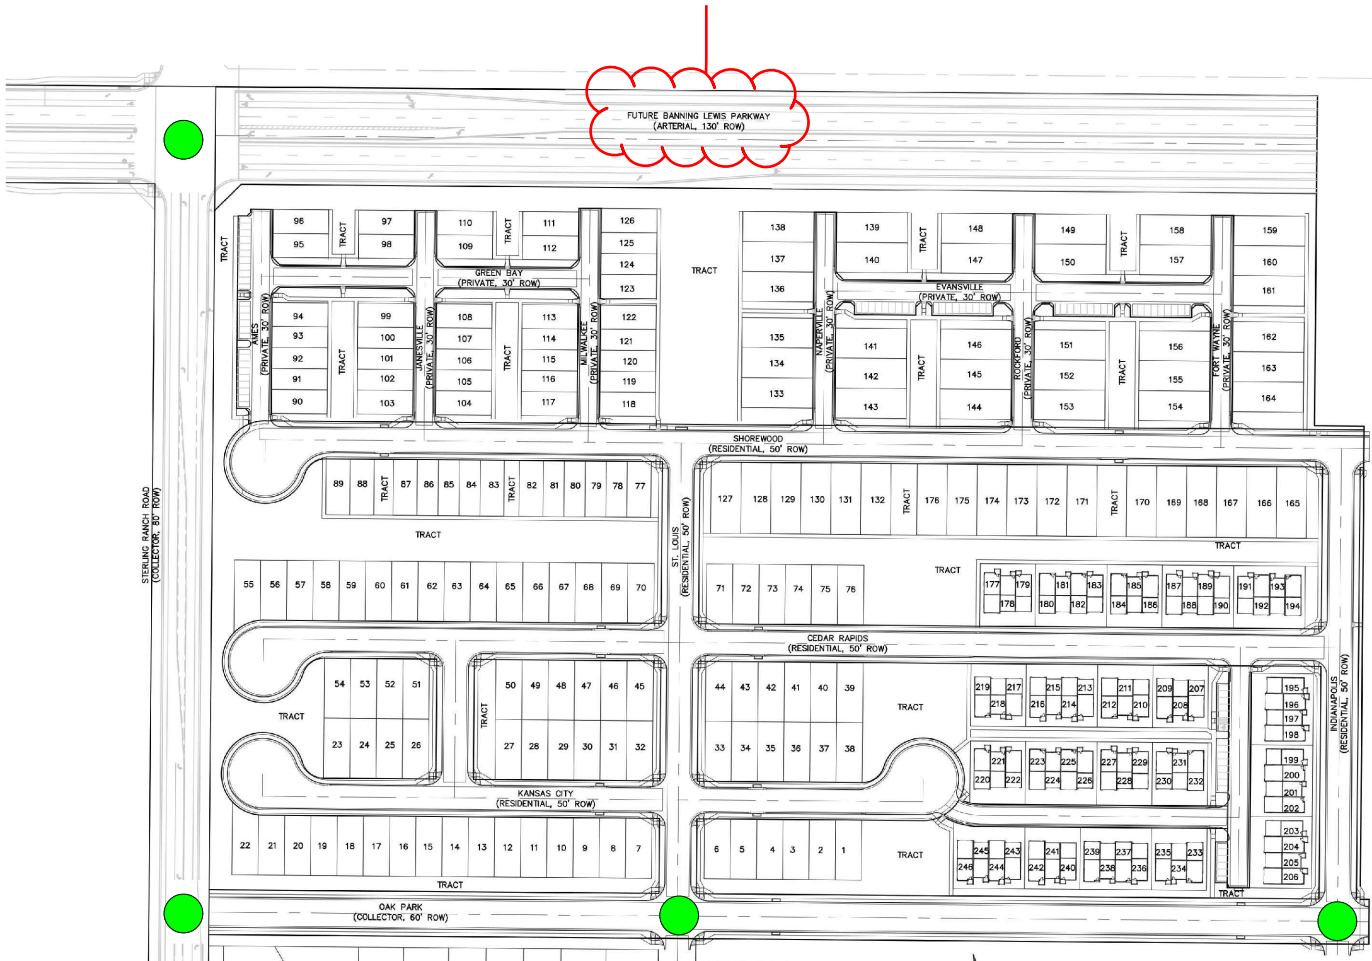 FUTURE BANNING LEWIS PARKWAY
(ARTERIAL, 130' ROW)
96
97
110
111
126
138
139
148
149
158
159
95
TRACT
98
109
TRACT
112
125
137
140
TRACT
147
150
TRACT
157
160
TRACT
124
TRACT
GREEN BAY
(PRIVATE, 30' ROW)
123
136
EVANSVILLE
(PRIVATE, 30' ROW)
161
94
99
108
113
122
135
141
146
151
156
162
93
100
107
114
121
92
101
106
115
120
134
142
145
152
155
163
91
102
105
116
119
90
103
104
117
118
133
143
144
153
154
164
TRACT
TRACT
TRACT
TRACT
AMES
(PRIVATE, 30' ROW)
JANESVILLE
(PRIVATE, 30' ROW)
MILWAUKEE
(PRIVATE, 30' ROW)
NAPERVILLE
(PRIVATE, 30' ROW)
ROCKFORD
(PRIVATE, 30' ROW)
FORT WAYNE
(PRIVATE, 30' ROW)
SHOREWOOD
(RESIDENTIAL, 50' ROW)
89 88 TRACT 87 86 85 84 83 TRACT 82 81 80 79 78 77
127 128 129 130 131 132 TRACT 176 175 174 173 172 171 TRACT 170 169 168 167 166 165
STERLING RANCH ROAD
(COLLECTOR, 80' ROW)
TRACT
ST. LOUIS
(RESIDENTIAL, 50' ROW)
TRACT
TRACT
55 56 57 58 59 60 61 62 63 64 65 66 67 68 69 70
71 72 73 74 75 76
177 179 181 183 185 187 189 191 193
178 180 182 184 186 188 190 192 194
CEDAR RAPIDS
(RESIDENTIAL, 50' ROW)
54 53 52 51
50 49 48 47 46 45
44 43 42 41 40 39
TRACT
219 217 215 213 211 209 207
218 216 214 212 210 208
195
196
197
198
INDIANAPOLIS
(RESIDENTIAL, 50' ROW)
TRACT
TRACT
23 24 25 26
27 28 29 30 31 32
33 34 35 36 37 38
221 223 225 227 229 231
220 222 224 226 228 230 232
199
200
201
202
KANSAS CITY
(RESIDENTIAL, 50' ROW)
22 21 20 19 18 17 16 15 14 13 12 11 10 9 8 7
6 5 4 3 2 1
TRACT
245 243 241 239 237 235 233
246 244 242 240 238 236 234
203
204
205
206
TRACT
TRACT
OAK PARK
(COLLECTOR, 60' ROW)